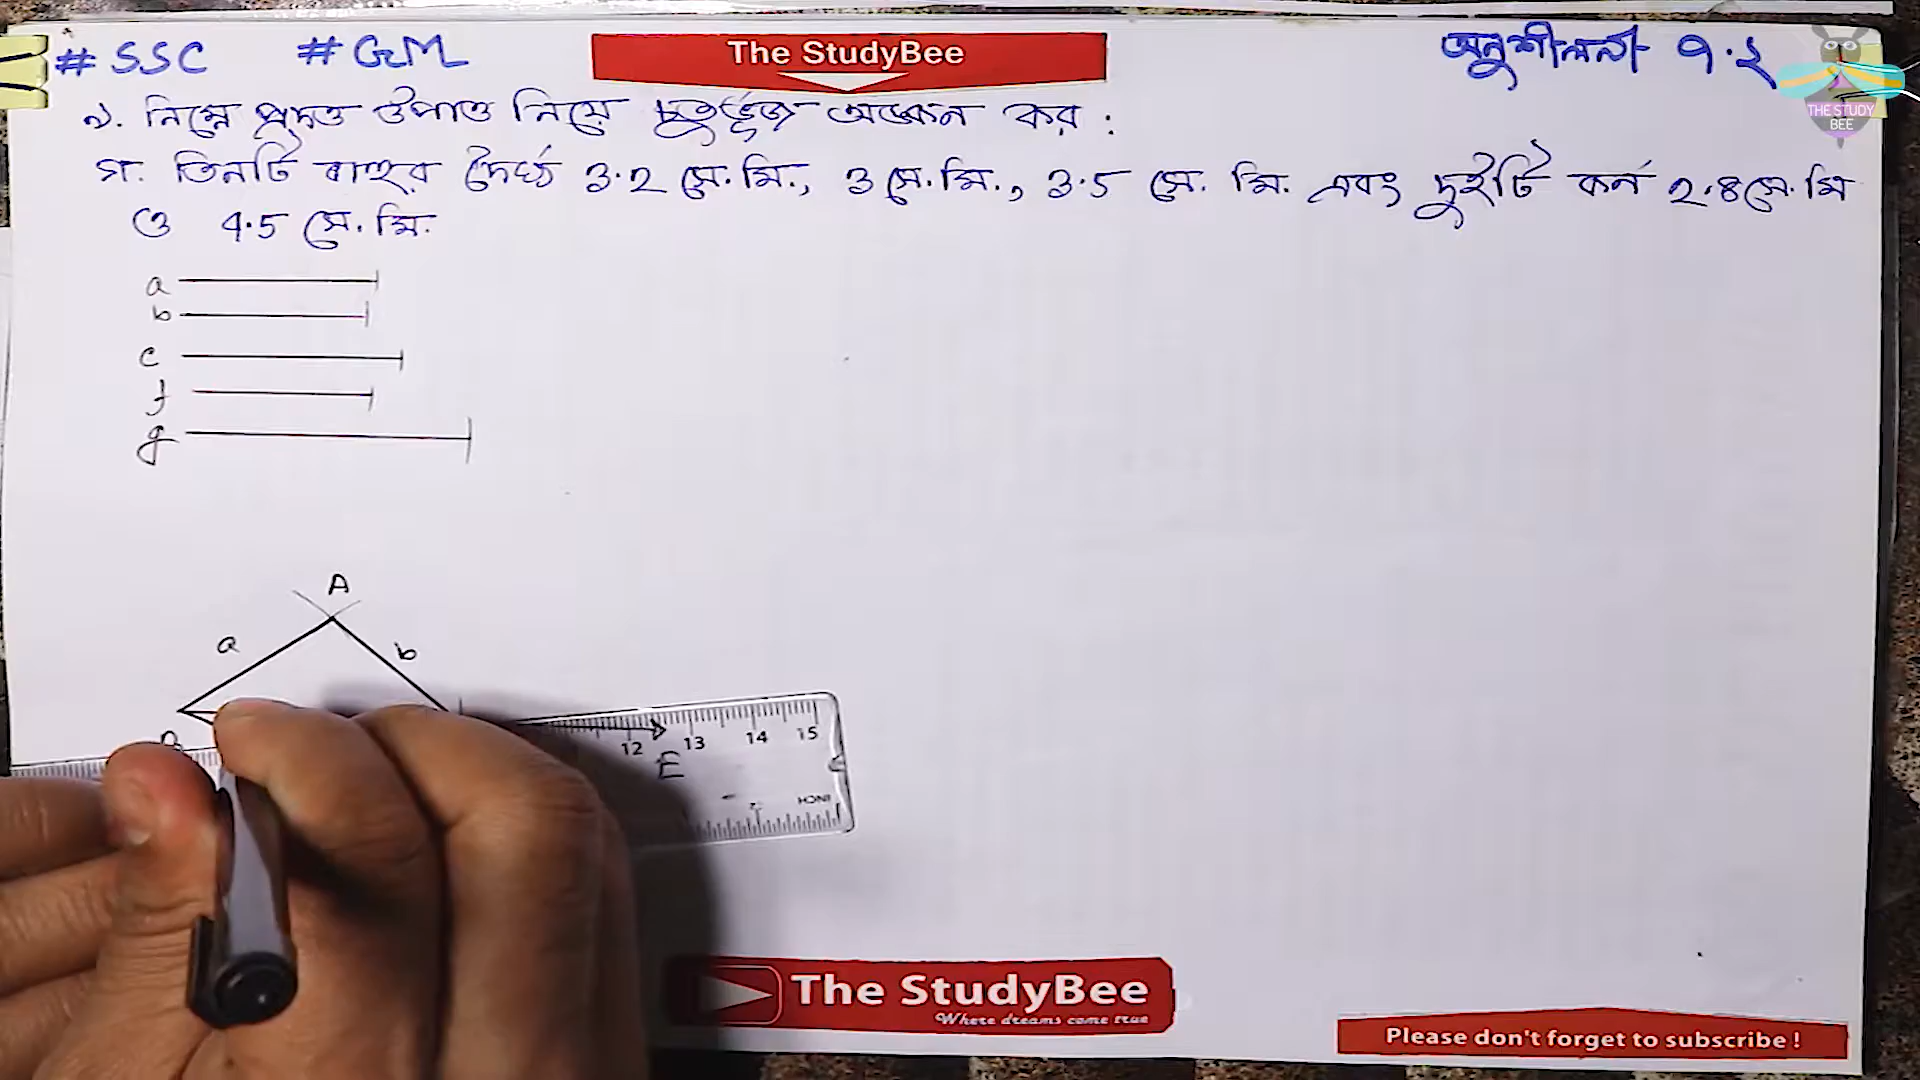 # SSC # GM
The StudyBee
অনুশীলনী ৭.২
THE STUDY
BEE
১. নিম্নে প্রদত্ত উপাত্ত নিয়ে চতুর্ভুজ অঙ্কন কর :
গ. তিনটি বাহুর দৈর্ঘ্য 3.2 সে.মি., 3 সে.মি., 3.5 সে. মি. এবং দুইটি কর্ন 2.8 সে.মি
ও 4.5 সে.মি.
a
b
c
f
g
A
a b
12 13 14 15
E
INCH
The StudyBee
Where dreams come true
Please don't forget to subscribe !